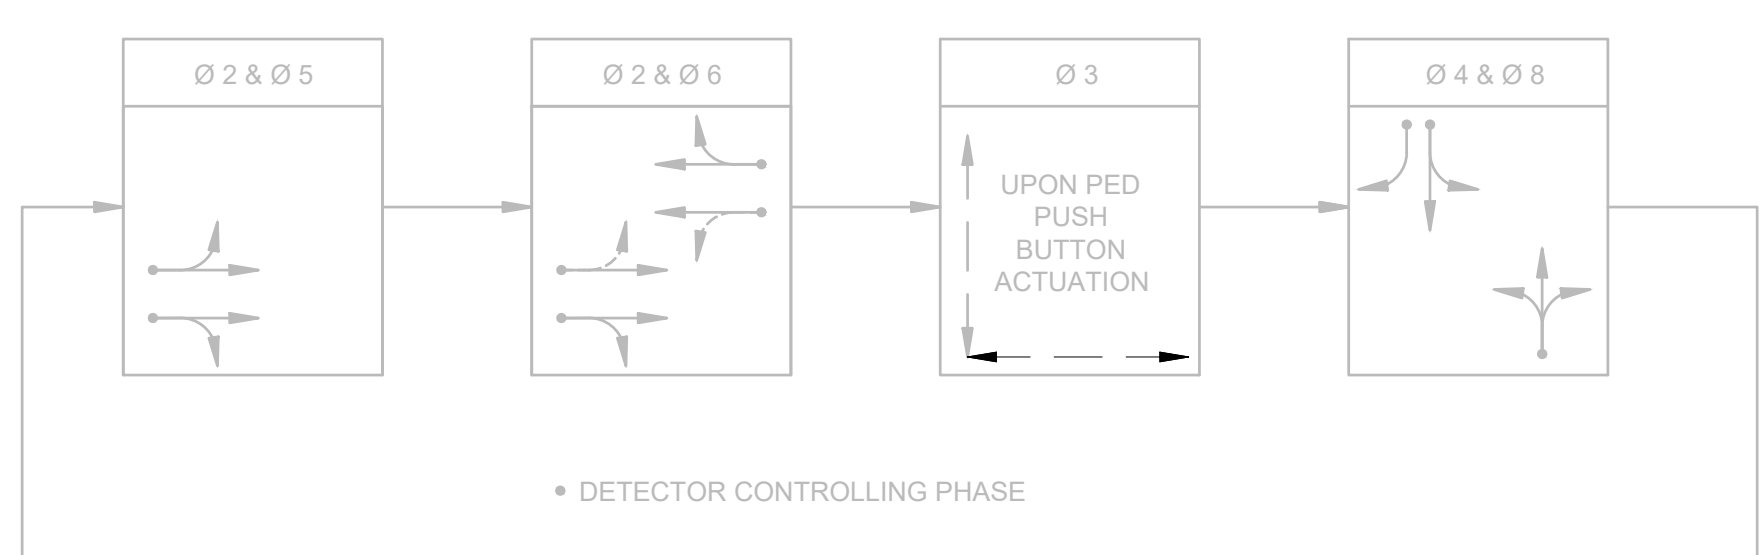 Ø 2 & Ø 5
Ø 2 & Ø 6
Ø 3
Ø 4 & Ø 8
UPON PED
PUSH
BUTTON
ACTUATION
DETECTOR CONTROLLING PHASE